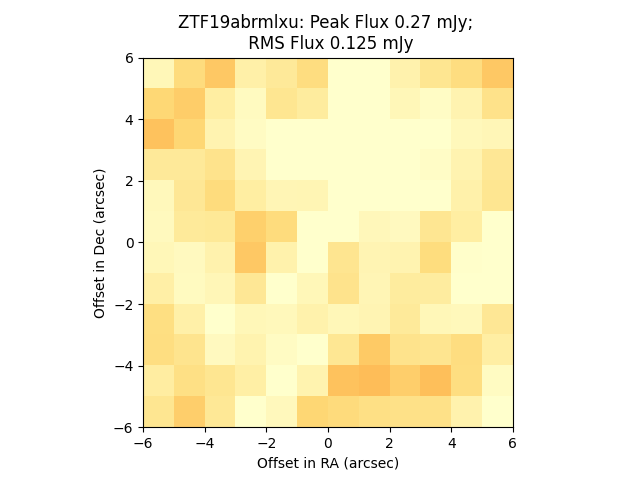 ZTF19abrmlxu: Peak Flux 0.27 mJy;
RMS Flux 0.125 mJy
6
4
2
0
−2
−4
−6
Offset in Dec (arcsec)
−6 −4 −2 0 2 4 6
Offset in RA (arcsec)